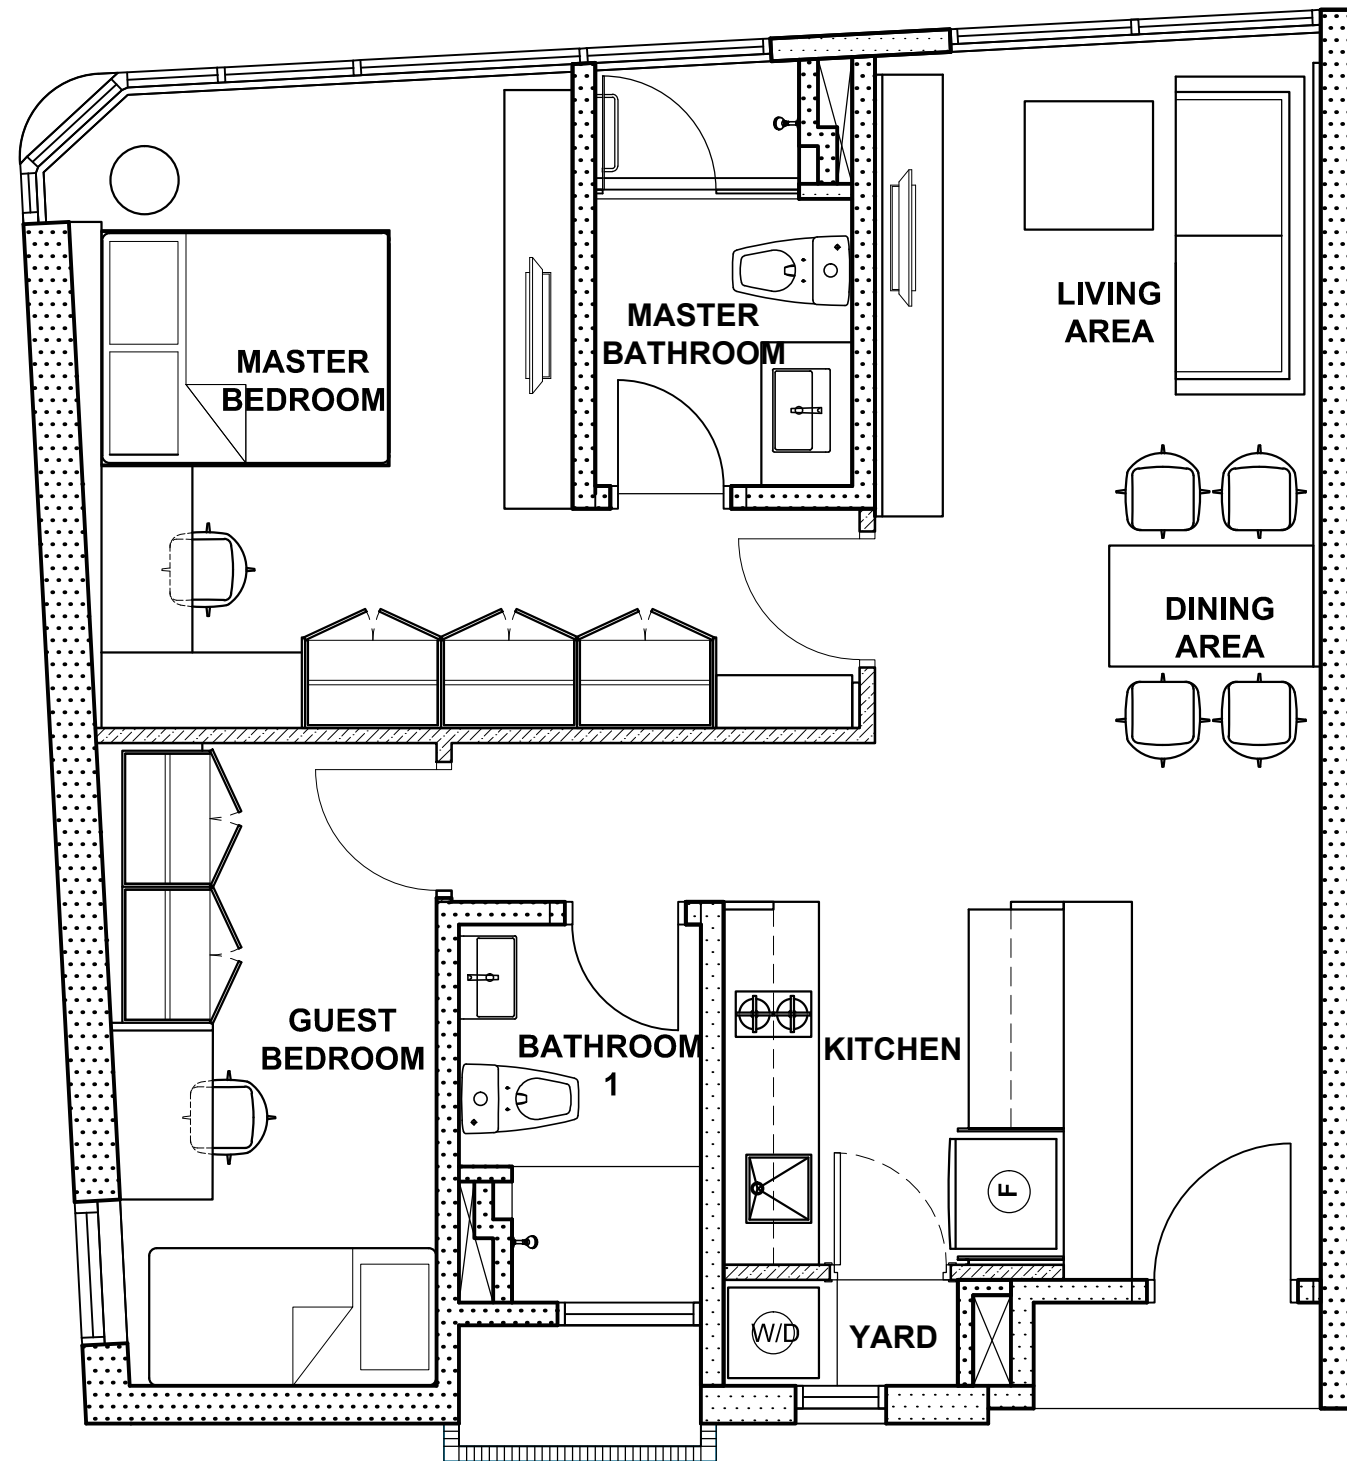 MASTER
BEDROOM
MASTER
BATHROOM
LIVING
AREA
DINING
AREA
GUEST
BEDROOM
BATHROOM
1
KITCHEN
F
W/D
YARD